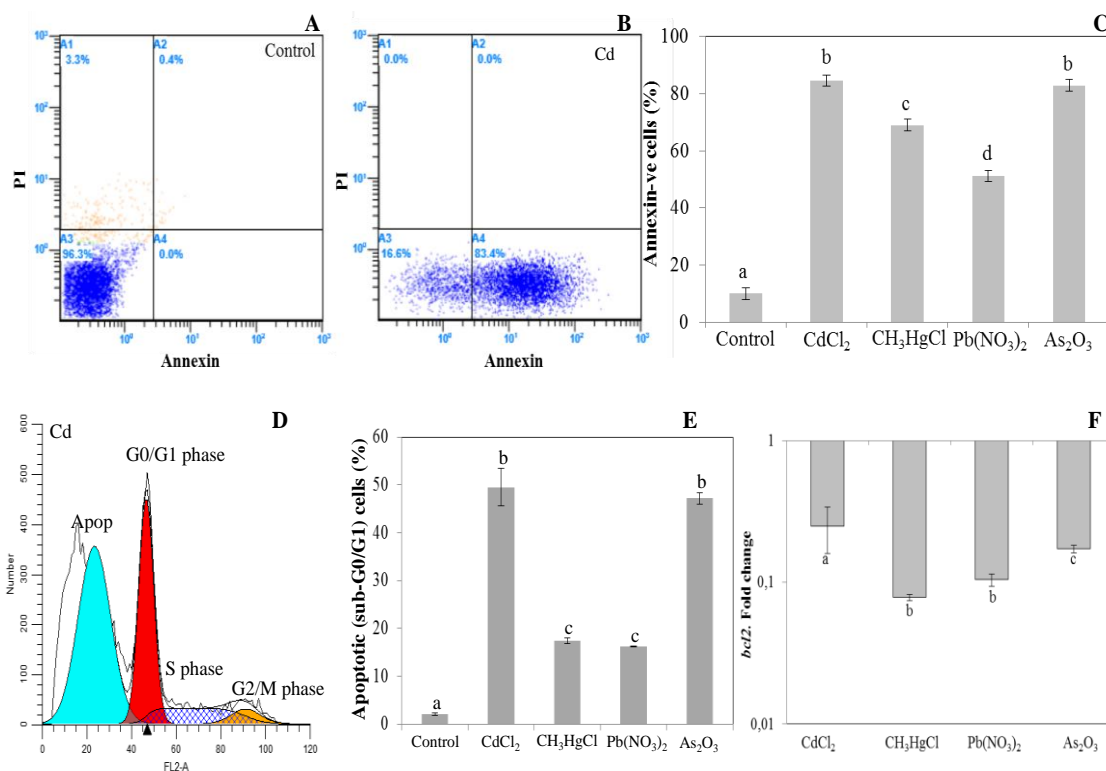 A
Control
A1
3.3%
A2
0.4%
A3
96.3%
A4
0.0%
PI
10³
10²
10¹
10⁰
10⁰ 10¹ 10² 10³
Annexin
B
Cd
A1
0.0%
A2
0.0%
A3
16.6%
A4
83.4%
PI
10³
10²
10¹
10⁰
10⁰ 10¹ 10² 10³
Annexin
C
Annexin-ve cells (%)
100
80
60
40
20
0
a
b
c
d
b
Control CdCl₂ CH₃HgCl Pb(NO₃)₂ As₂O₃
D
Cd
G0/G1 phase
Apop
S phase
G2/M phase
Number
600
500
400
300
200
100
0
0 20 40 60 80 100 120
FL2-A
E
Apoptotic (sub-G0/G1) cells (%)
60
50
40
30
20
10
0
a
b
c
c
b
Control CdCl₂ CH₃HgCl Pb(NO₃)₂ As₂O₃
F
bcl2. Fold change
1
0,1
0,01
a
b
b
c
CdCl₂ CH₃HgCl Pb(NO₃)₂ As₂O₃